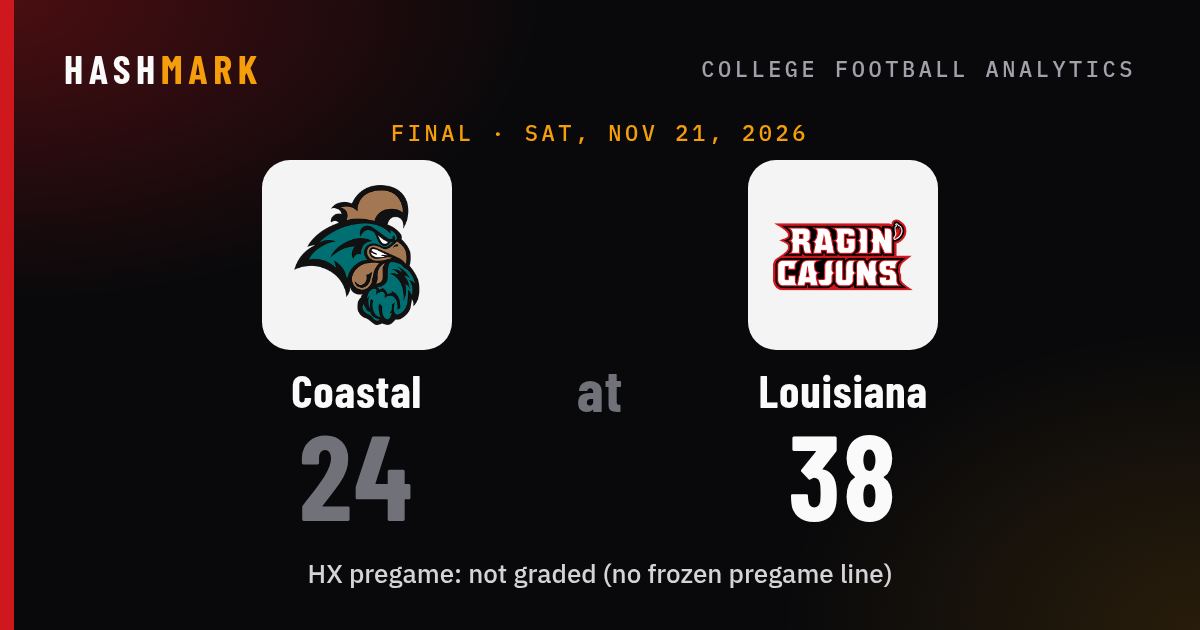 HASHMARK
COLLEGE FOOTBALL ANALYTICS
FINAL · SAT, NOV 21, 2026
RAGIN'
CAJUNS
Coastal
at
Louisiana
24
38
HX pregame: not graded (no frozen pregame line)